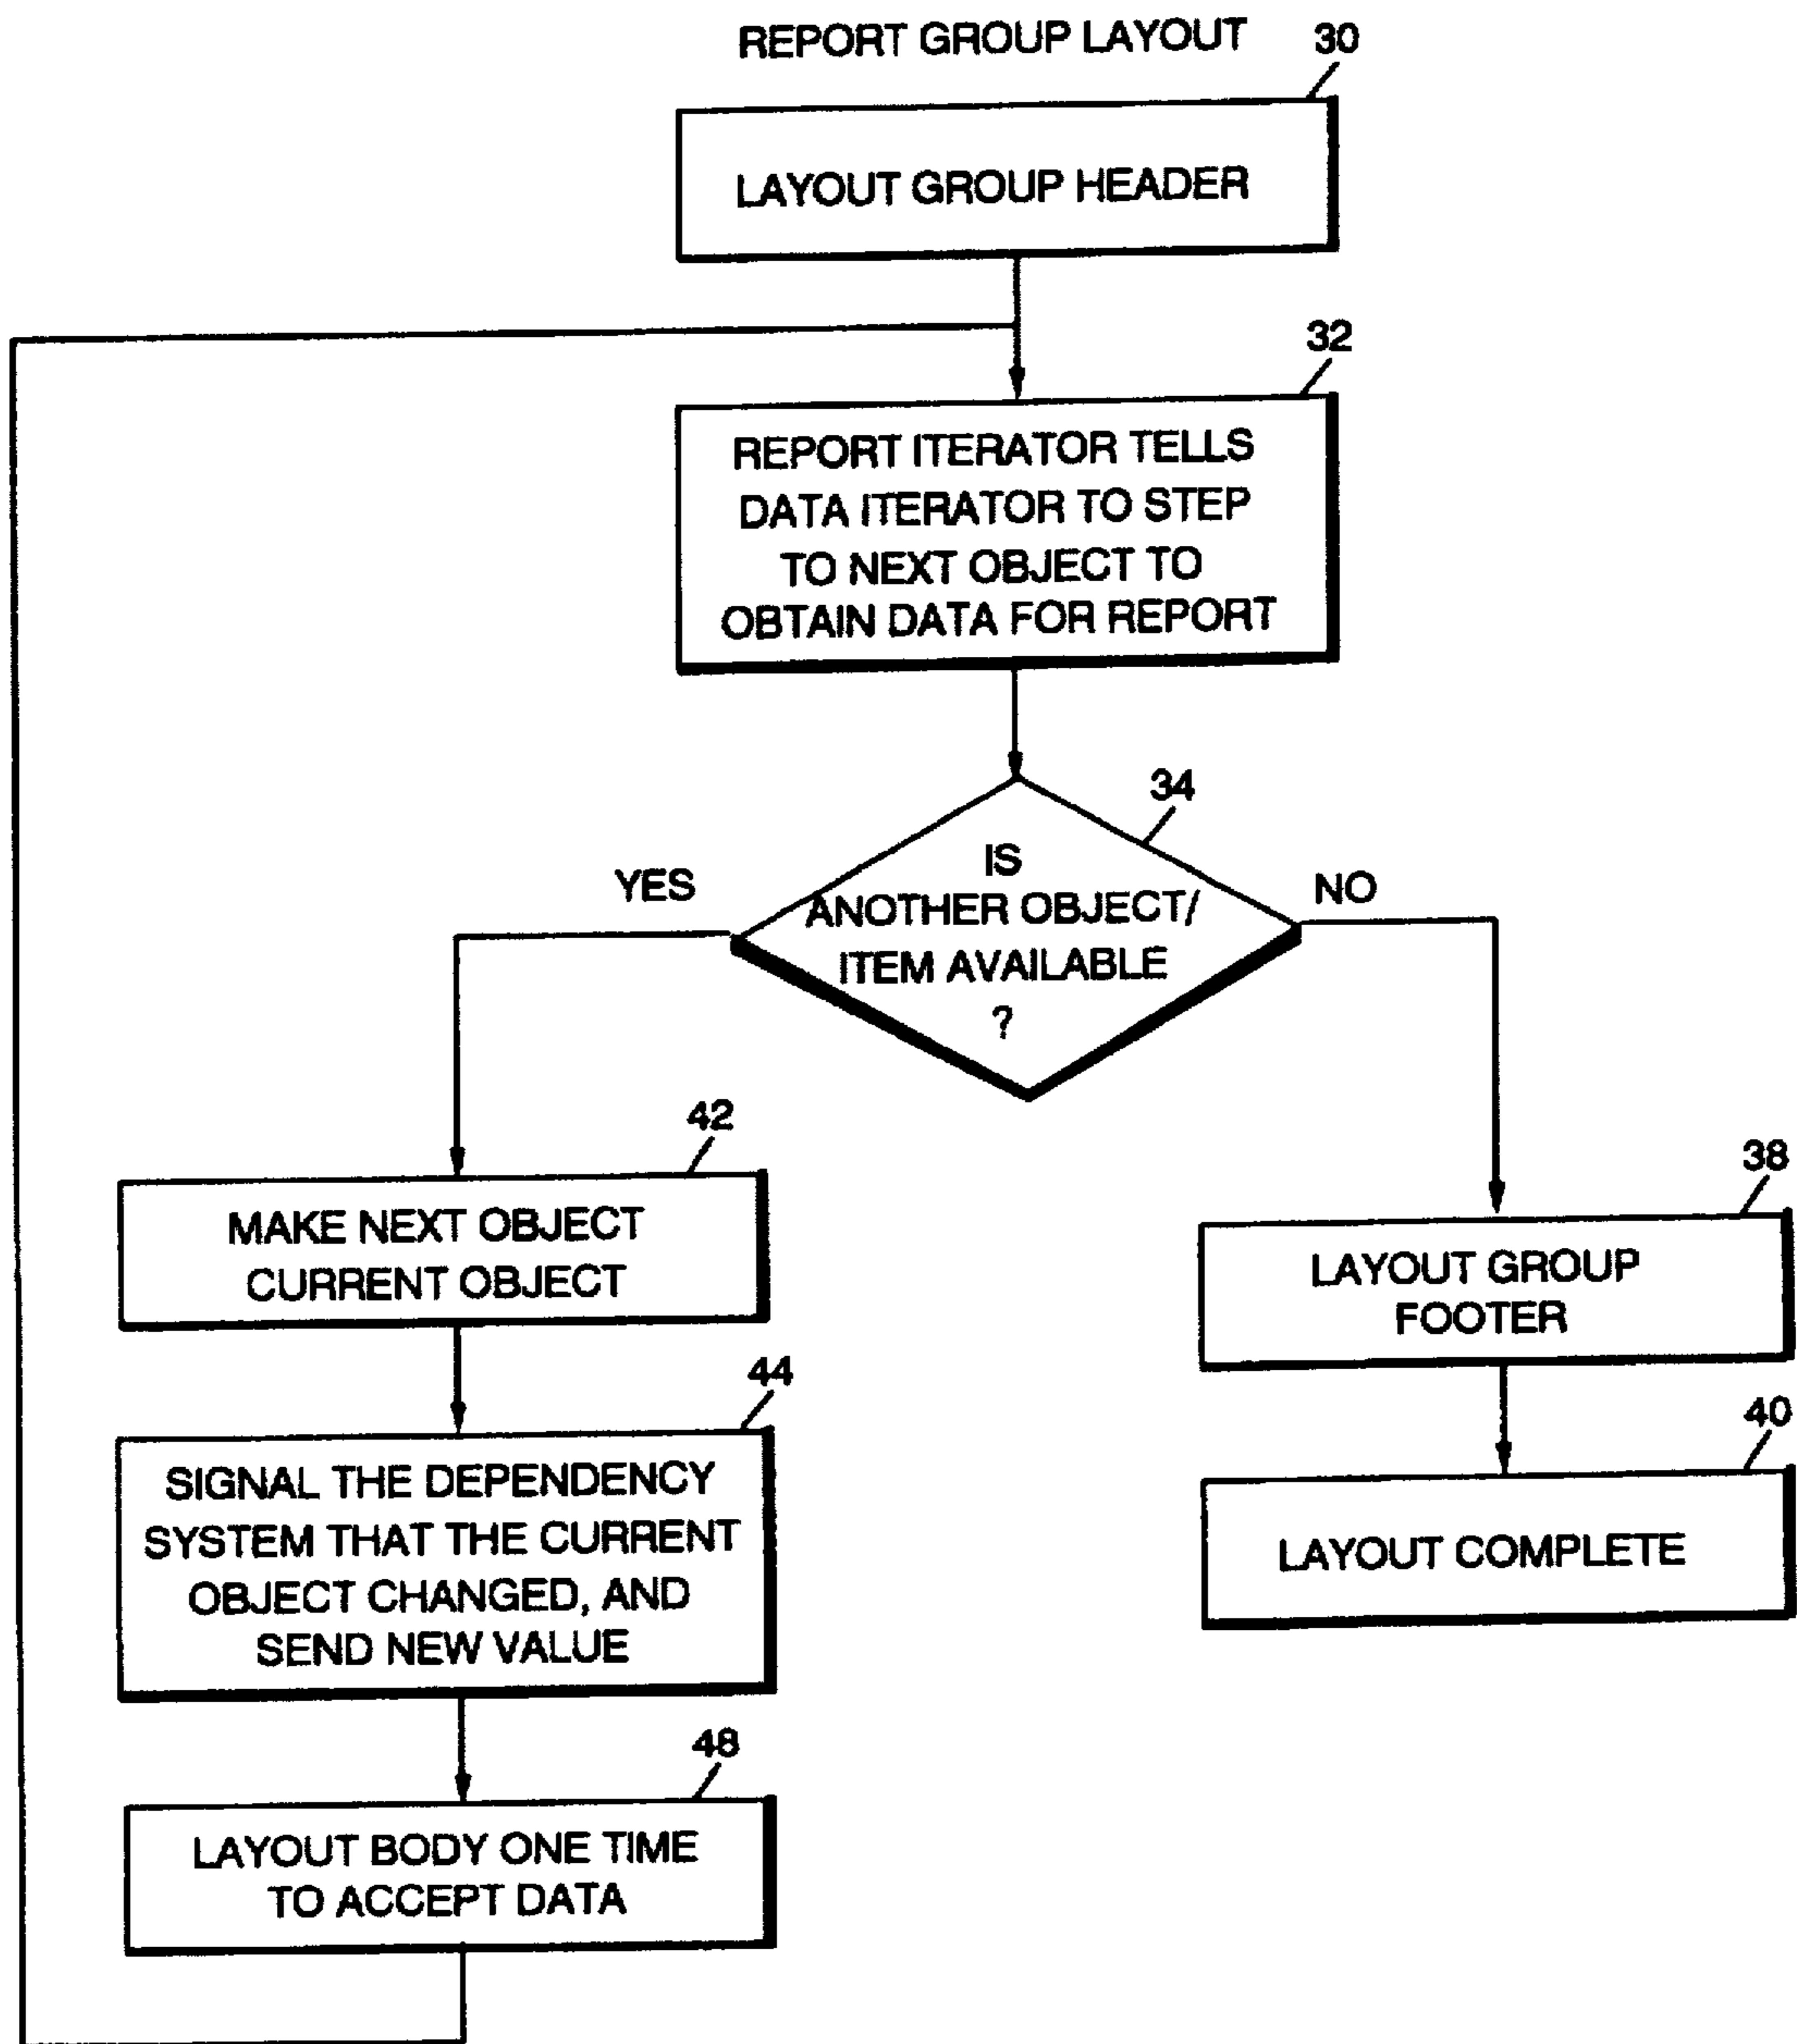 REPORT GROUP LAYOUT
30
LAYOUT GROUP HEADER
32
REPORT ITERATOR TELLS
DATA ITERATOR TO STEP
TO NEXT OBJECT TO
OBTAIN DATA FOR REPORT
34
IS
ANOTHER OBJECT/
ITEM AVAILABLE
?
YES
NO
42
MAKE NEXT OBJECT
CURRENT OBJECT
38
LAYOUT GROUP
FOOTER
44
SIGNAL THE DEPENDENCY
SYSTEM THAT THE CURRENT
OBJECT CHANGED, AND
SEND NEW VALUE
40
LAYOUT COMPLETE
48
LAYOUT BODY ONE TIME
TO ACCEPT DATA